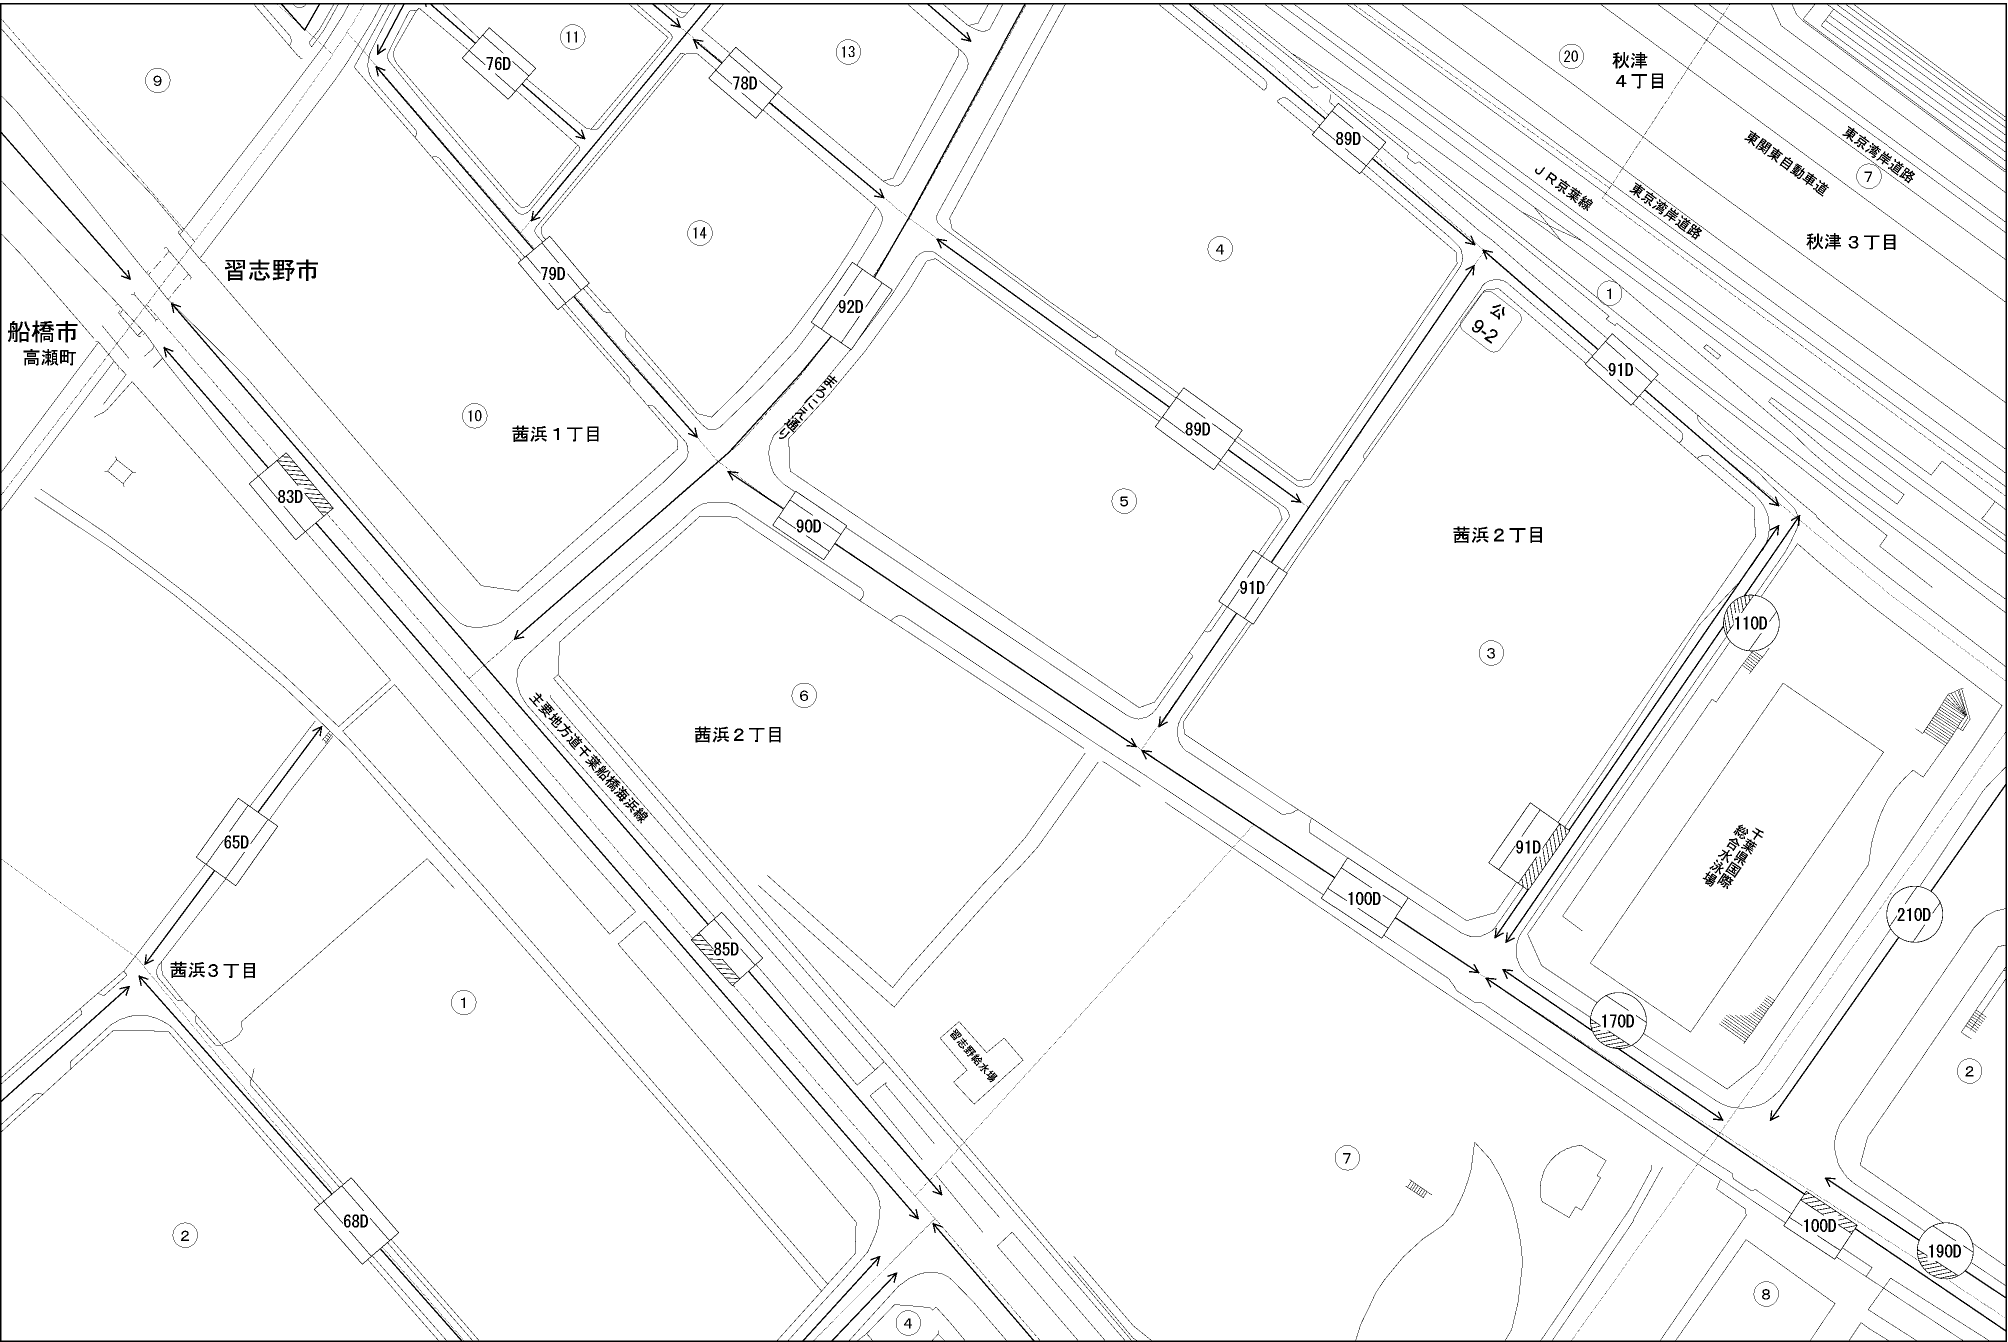 ⑪
76D
⑨
78D
⑬
⑳
秋津
4丁目
89D
東京湾岸道路
東関東自動車道
⑦
JR京葉線
東京湾岸道路
秋津3丁目
⑭
④
79D
習志野市
92D
①
公
9-2
船橋市
高瀬町
91D
まろにえ通り
⑩
茜浜1丁目
89D
83D
⑤
90D
茜浜2丁目
91D
110D
③
⑥
茜浜2丁目
主要地方道千葉船橋海浜線
65D
91D
千葉県国際
総合水泳場
100D
210D
85D
茜浜3丁目
①
170D
習志野給水場
②
⑦
68D
②
100D
190D
⑧
④